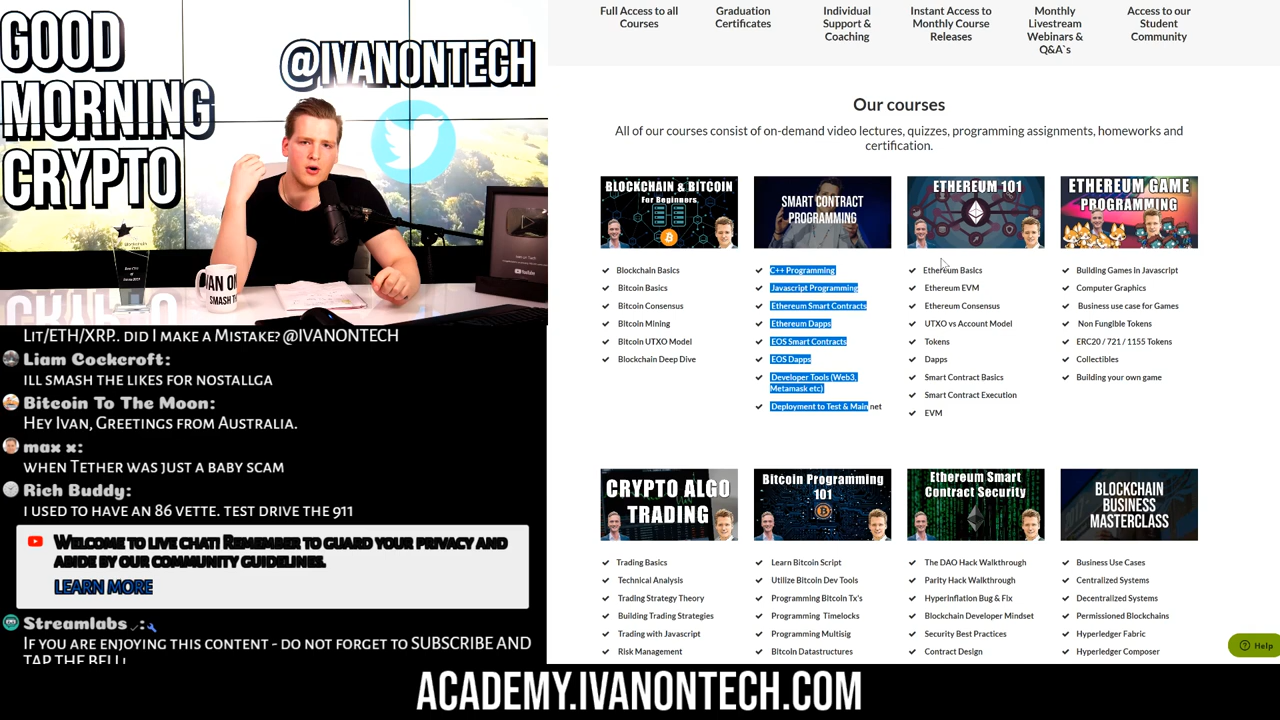 GOOD
MORNING
CRYPTO
@IVANONTECH
IVAN ON
SMASH
YouTube
LIT/ETH/XRP.. DID I MAKE A MISTAKE? @IVANONTECH
Liam Cockcroft:
ILL SMASH THE LIKES FOR NOSTALLGA
Bitcoin To The Moon:
HEY IVAN, GREETINGS FROM AUSTRALIA.
max x:
WHEN TETHER WAS JUST A BABY SCAM
Rich Buddy:
I USED TO HAVE AN 86 VETTE. TEST DRIVE THE 911
WELCOME TO LIVE CHAT! REMEMBER TO GUARD YOUR PRIVACY AND
ABIDE BY OUR COMMUNITY GUIDELINES.
LEARN MORE
Streamlabs:
IF YOU ARE ENJOYING THIS CONTENT - DO NOT FORGET TO SUBSCRIBE AND
TAP THE BELL!
Full Access to all
Courses
Graduation
Certificates
Individual
Support &
Coaching
Instant Access to
Monthly Course
Releases
Monthly
Livestream
Webinars &
Q&A`s
Access to our
Student
Community
Our courses
All of our courses consist of on-demand video lectures, quizzes, programming assignments, homeworks and
certification.
BLOCKCHAIN & BITCOIN
For Beginners
Blockchain Basics
Bitcoin Basics
Bitcoin Consensus
Bitcoin Mining
Bitcoin UTXO Model
Blockchain Deep Dive
SMART CONTRACT
PROGRAMMING
C++ Programming
Javascript Programming
Ethereum Smart Contracts
Ethereum Dapps
EOS Smart Contracts
EOS Dapps
Developer Tools (Web3,
Metamask etc)
Deployment to Test & Main net
ETHEREUM 101
Ethereum Basics
Ethereum EVM
Ethereum Consensus
UTXO vs Account Model
Tokens
Dapps
Smart Contract Basics
Smart Contract Execution
EVM
ETHEREUM GAME
PROGRAMMING
Building Games In Javascript
Computer Graphics
Business use case for Games
Non Fungible Tokens
ERC20 / 721 / 1155 Tokens
Collectibles
Building your own game
CRYPTO ALGO
TRADING
Trading Basics
Technical Analysis
Trading Strategy Theory
Building Trading Strategies
Trading with Javascript
Risk Management
Bitcoin Programming
101
Learn Bitcoin Script
Utilize Bitcoin Dev Tools
Programming Bitcoin Tx's
Programming Timelocks
Programming Multisig
Bitcoin Datastructures
Ethereum Smart
Contract Security
The DAO Hack Walkthrough
Parity Hack Walkthrough
HyperInflation Bug & Fix
Blockchain Developer Mindset
Security Best Practices
Contract Design
BLOCKCHAIN
BUSINESS
MASTERCLASS
Business Use Cases
Centralized Systems
Decentralized Systems
Permissioned Blockchains
Hyperledger Fabric
Hyperledger Composer
Help
ACADEMY.IVANONTECH.COM